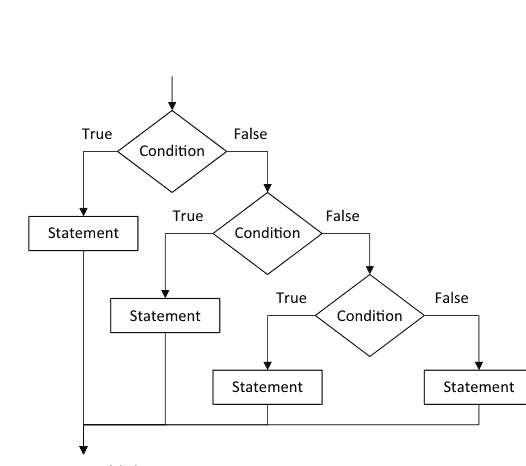 True
False
Condition
True
False
Statement
Condition
True
False
Statement
Condition
Statement
Statement